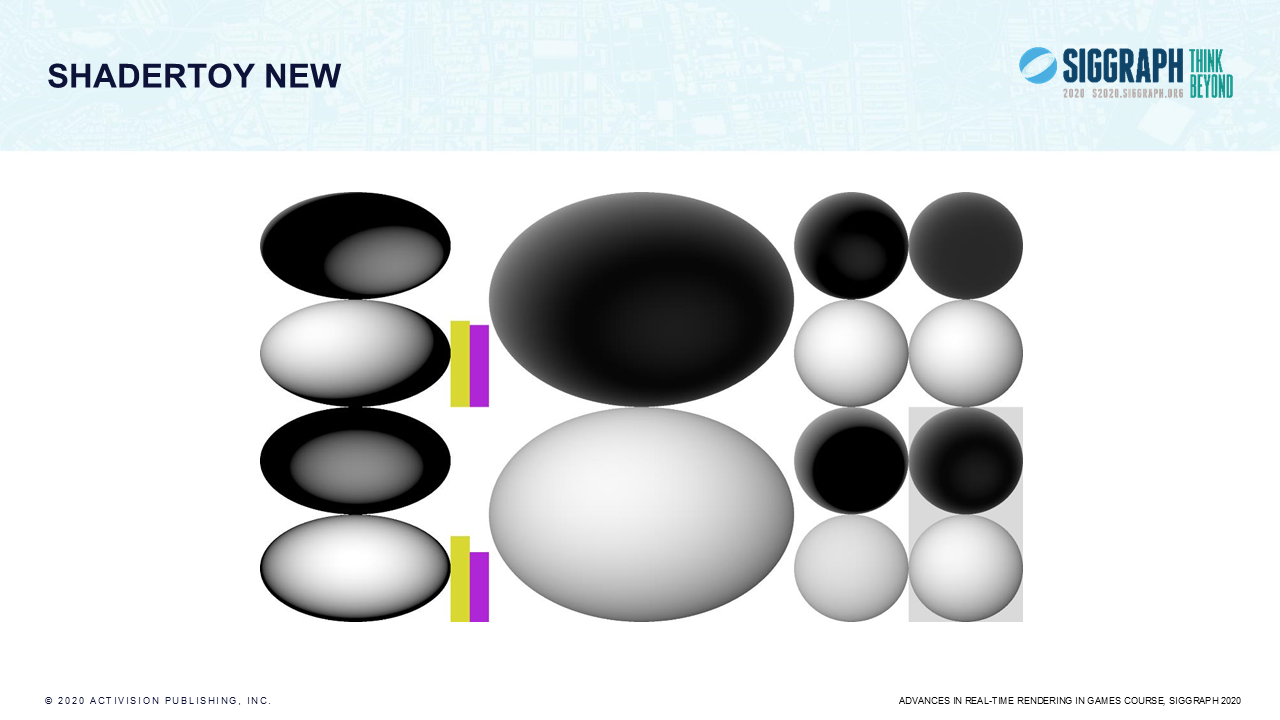 SHADERTOY NEW
SIGGRAPH THINK BEYOND
2020 S2020.SIGGRAPH.ORG
© 2020 ACTIVISION PUBLISHING, INC.
ADVANCES IN REAL-TIME RENDERING IN GAMES COURSE, SIGGRAPH 2020